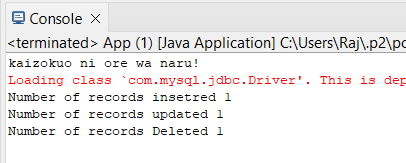 Console
<terminated> App (1) [Java Application] C:\Users\Raj\.p2\po
kaizokuo ni ore wa naru!
Loading class `com.mysql.jdbc.Driver'. This is dep
Number of records insetred 1
Number of records updated 1
Number of records Deleted 1